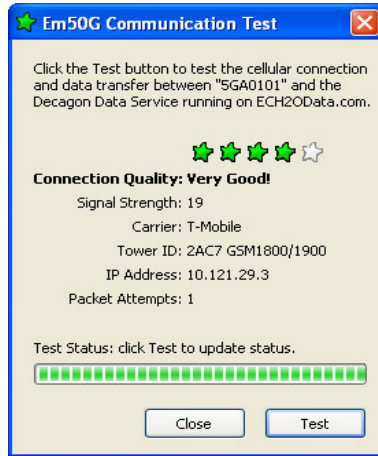 Em50G Communication Test
Click the Test button to test the cellular connection
and data transfer between "5GA0101" and the
Decagon Data Service running on ECH2OData.com.
Connection Quality: Very Good!
Signal Strength: 19
Carrier: T-Mobile
Tower ID: 2AC7 GSM1800/1900
IP Address: 10.121.29.3
Packet Attempts: 1
Test Status: click Test to update status.
Close Test